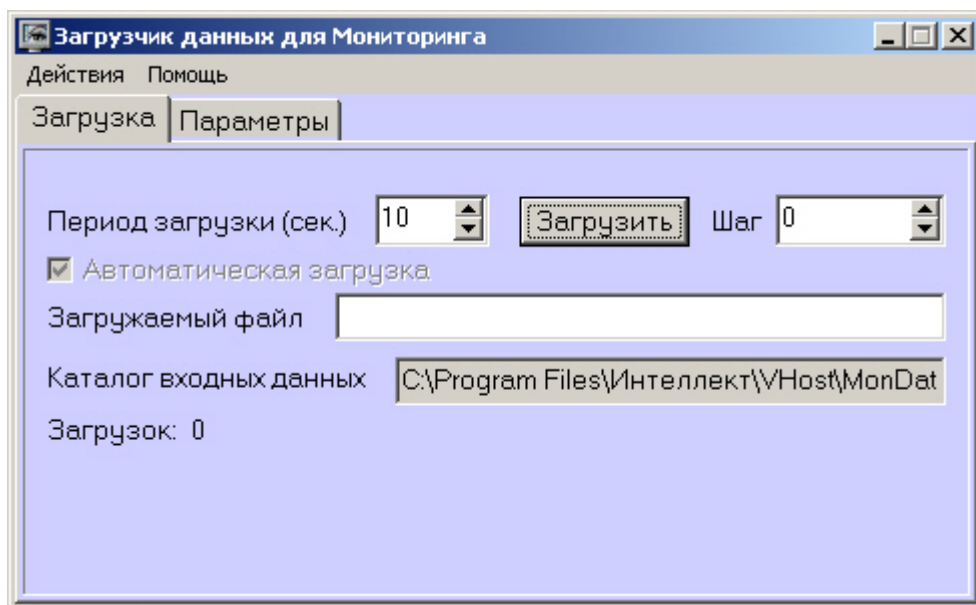 Загрузчик данных для Мониторинга
Действия Помощь
Загрузка Параметры
Период загрузки (сек.) 10 Загрузить Шаг 0
Автоматическая загрузка
Загружаемый файл
Каталог входных данных C:\Program Files\Интеллект\VHost\MonDat
Загрузок: 0